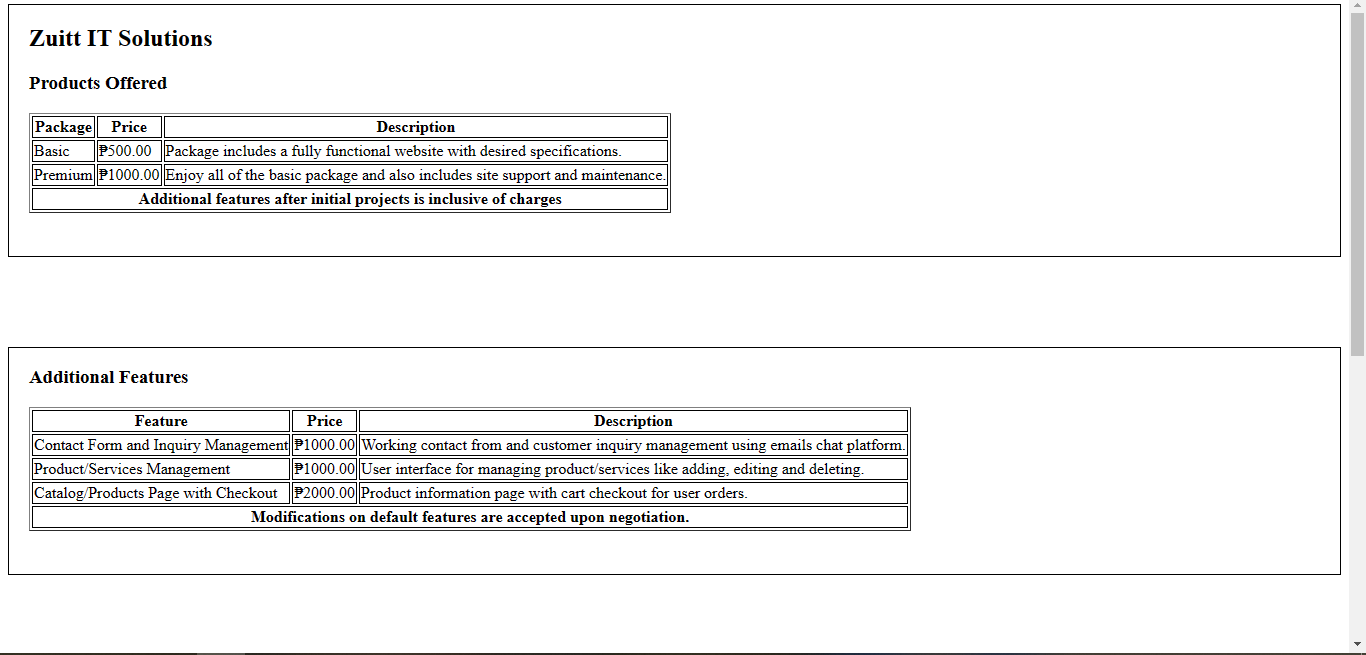 Zuitt IT Solutions
Products Offered
Package Price Description
Basic ₱500.00 Package includes a fully functional website with desired specifications.
Premium ₱1000.00 Enjoy all of the basic package and also includes site support and maintenance.
Additional features after initial projects is inclusive of charges
Additional Features
Feature Price Description
Contact Form and Inquiry Management ₱1000.00 Working contact from and customer inquiry management using emails chat platform.
Product/Services Management ₱1000.00 User interface for managing product/services like adding, editing and deleting.
Catalog/Products Page with Checkout ₱2000.00 Product information page with cart checkout for user orders.
Modifications on default features are accepted upon negotiation.